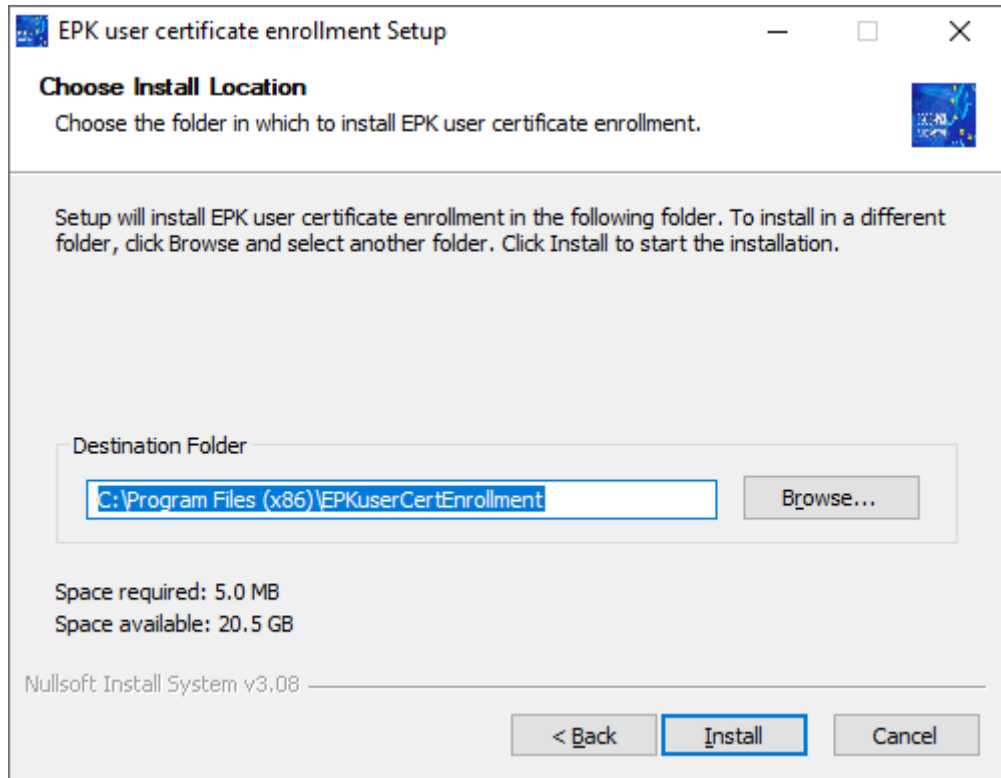 EPK user certificate enrollment Setup
Choose Install Location
Choose the folder in which to install EPK user certificate enrollment.
Setup will install EPK user certificate enrollment in the following folder. To install in a different
folder, click Browse and select another folder. Click Install to start the installation.
Destination Folder
C:\Program Files (x86)\EPKuserCertEnrollment
Browse...
Space required: 5.0 MB
Space available: 20.5 GB
Nullsoft Install System v3.08
< Back
Install
Cancel